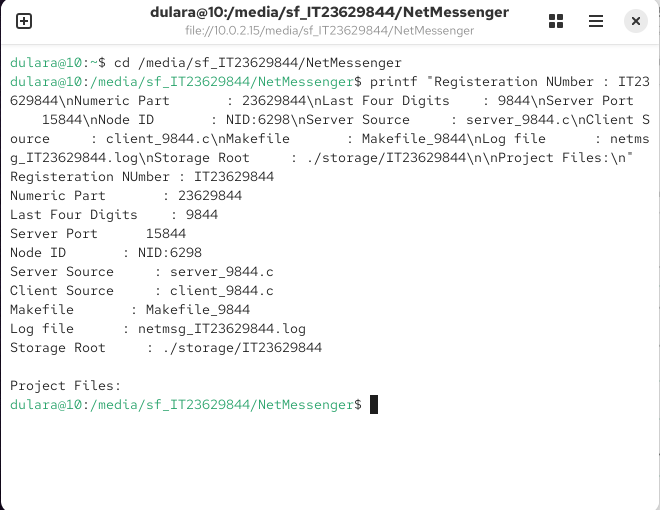 dulara@10:/media/sf_IT23629844/NetMessenger
file://10.0.2.15/media/sf_IT23629844/NetMessenger
dulara@10:~$ cd /media/sf_IT23629844/NetMessenger
dulara@10:/media/sf_IT23629844/NetMessenger$ printf "Registeration NUmber : IT23
629844\nNumeric Part       : 23629844\nLast Four Digits    : 9844\nServer Port
    15844\nNode ID       : NID:6298\nServer Source     : server_9844.c\nClient S
ource     : client_9844.c\nMakefile       : Makefile_9844\nLog file      : netms
g_IT23629844.log\nStorage Root     : ./storage/IT23629844\n\nProject Files:\n"
Registeration NUmber : IT23629844
Numeric Part       : 23629844
Last Four Digits    : 9844
Server Port      15844
Node ID       : NID:6298
Server Source     : server_9844.c
Client Source     : client_9844.c
Makefile       : Makefile_9844
Log file      : netmsg_IT23629844.log
Storage Root     : ./storage/IT23629844

Project Files:
dulara@10:/media/sf_IT23629844/NetMessenger$